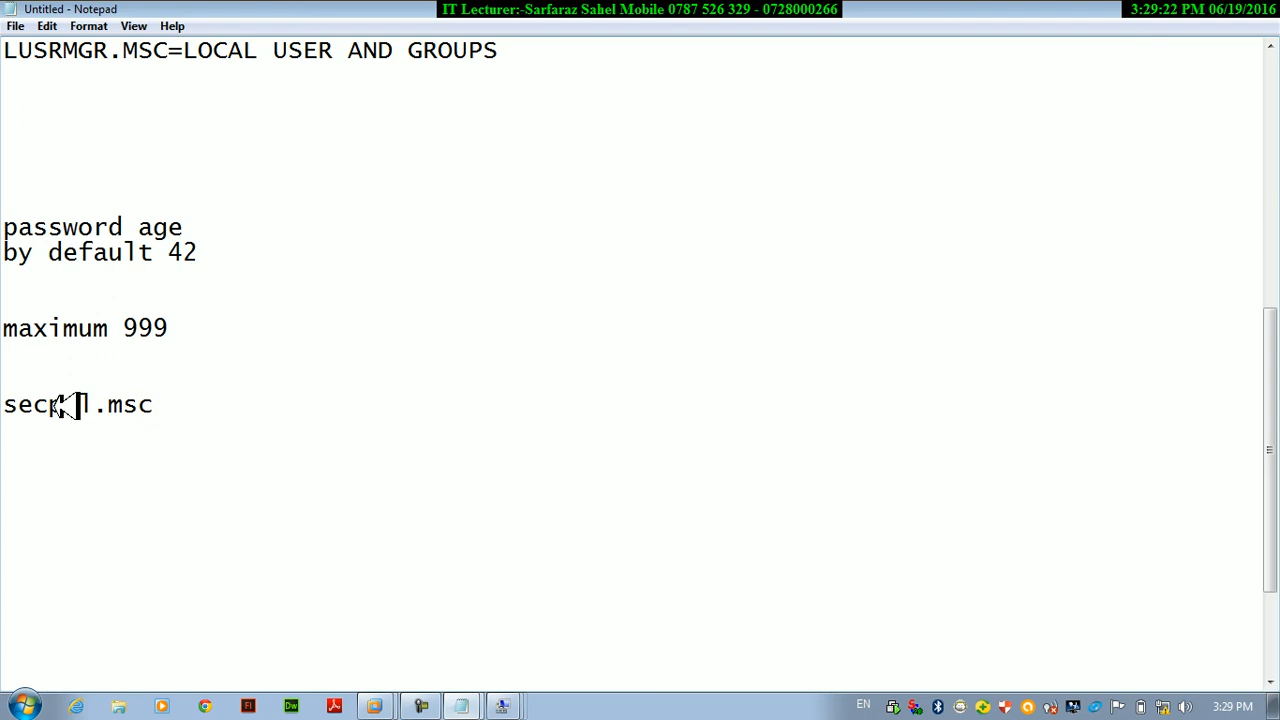 Untitled - Notepad
IT Lecturer:-Sarfaraz Sahel Mobile 0787 526 329 - 0728000266
3:29:22 PM 06/19/2016
File Edit Format View Help
LUSRMGR.MSC=LOCAL USER AND GROUPS
password age
by default 42
maximum 999
EN
3:29 PM